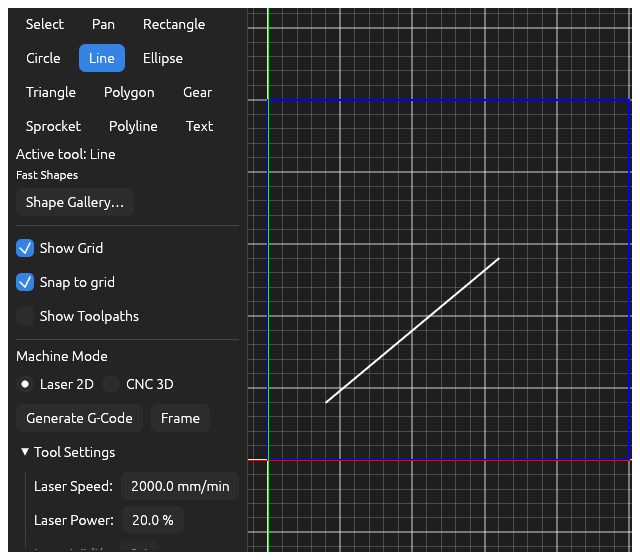 Select Pan Rectangle
Circle Line Ellipse
Triangle Polygon Gear
Sprocket Polyline Text
Active tool: Line
Fast Shapes
Shape Gallery...
Show Grid
Snap to grid
Show Toolpaths
Machine Mode
Laser 2D CNC 3D
Generate G-Code Frame
Tool Settings
Laser Speed: 2000.0 mm/min
Laser Power: 20.0 %